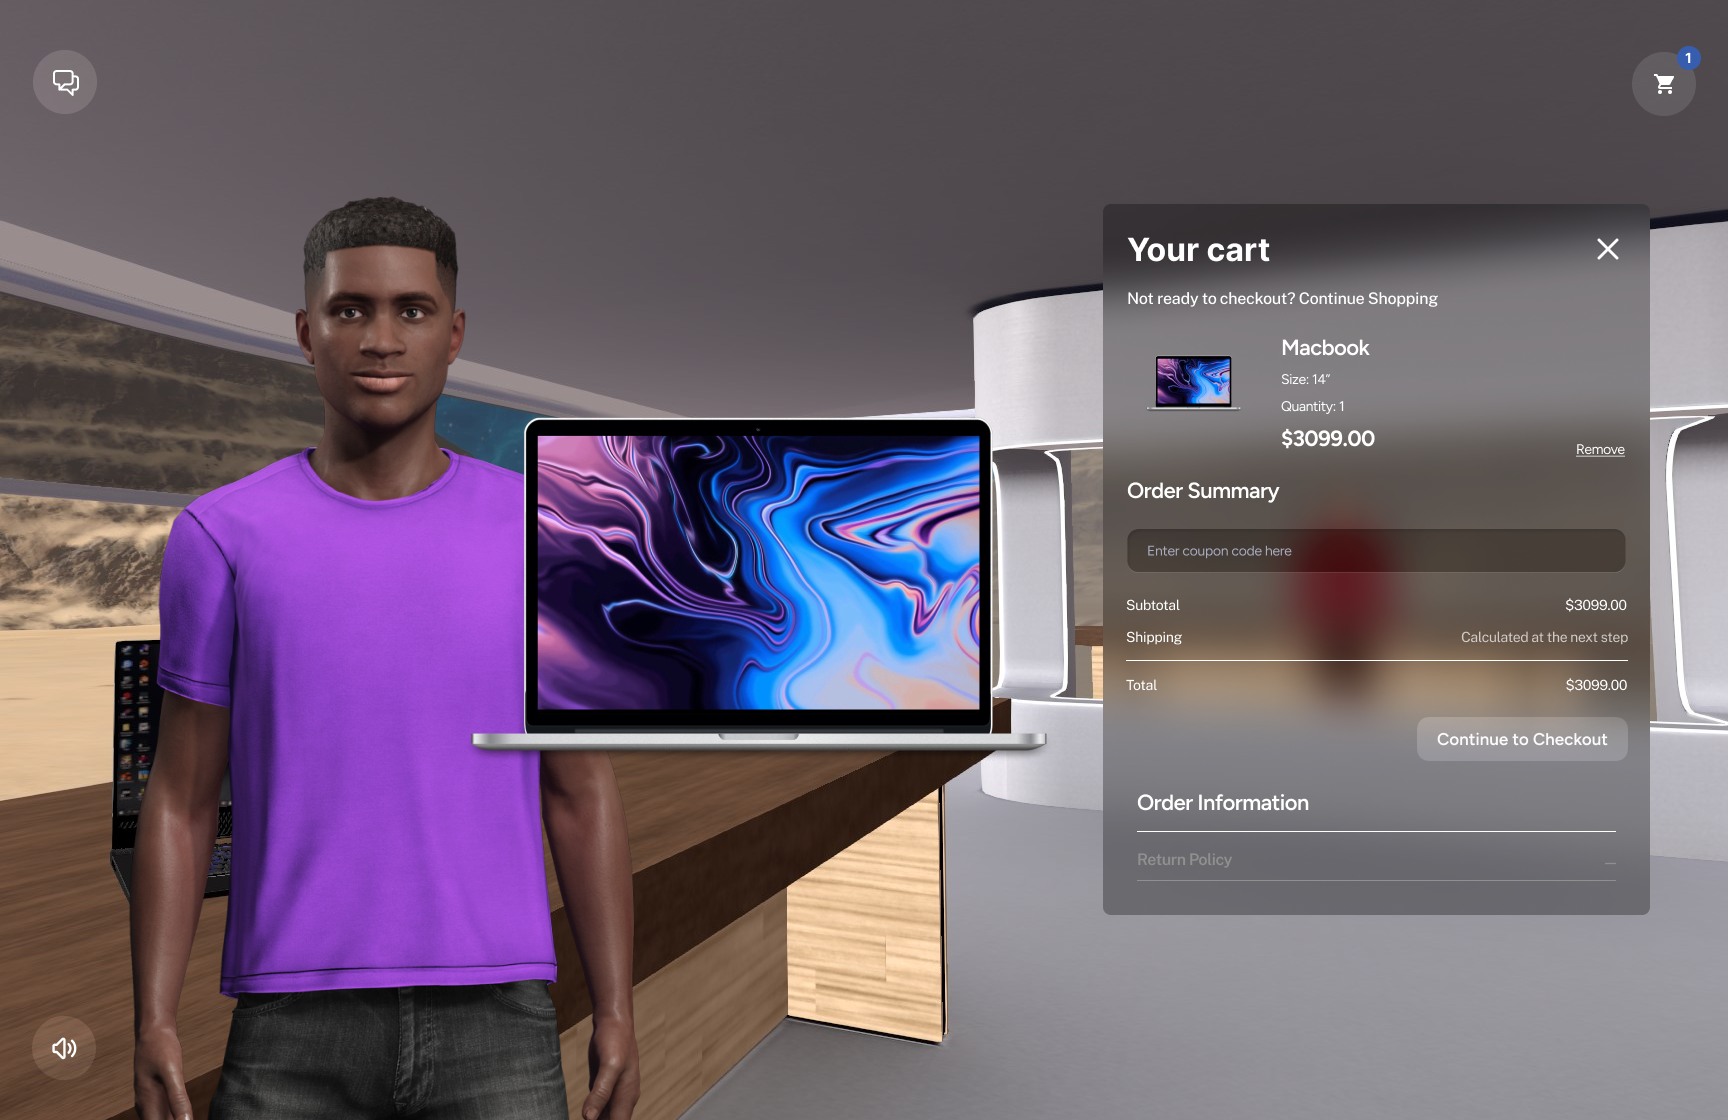 1
Your cart
Not ready to checkout? Continue Shopping
Macbook
Size: 14”
Quantity: 1
$3099.00
Remove
Order Summary
Enter coupon code here
Subtotal $3099.00
Shipping Calculated at the next step
Total $3099.00
Continue to Checkout
Order Information
Return Policy